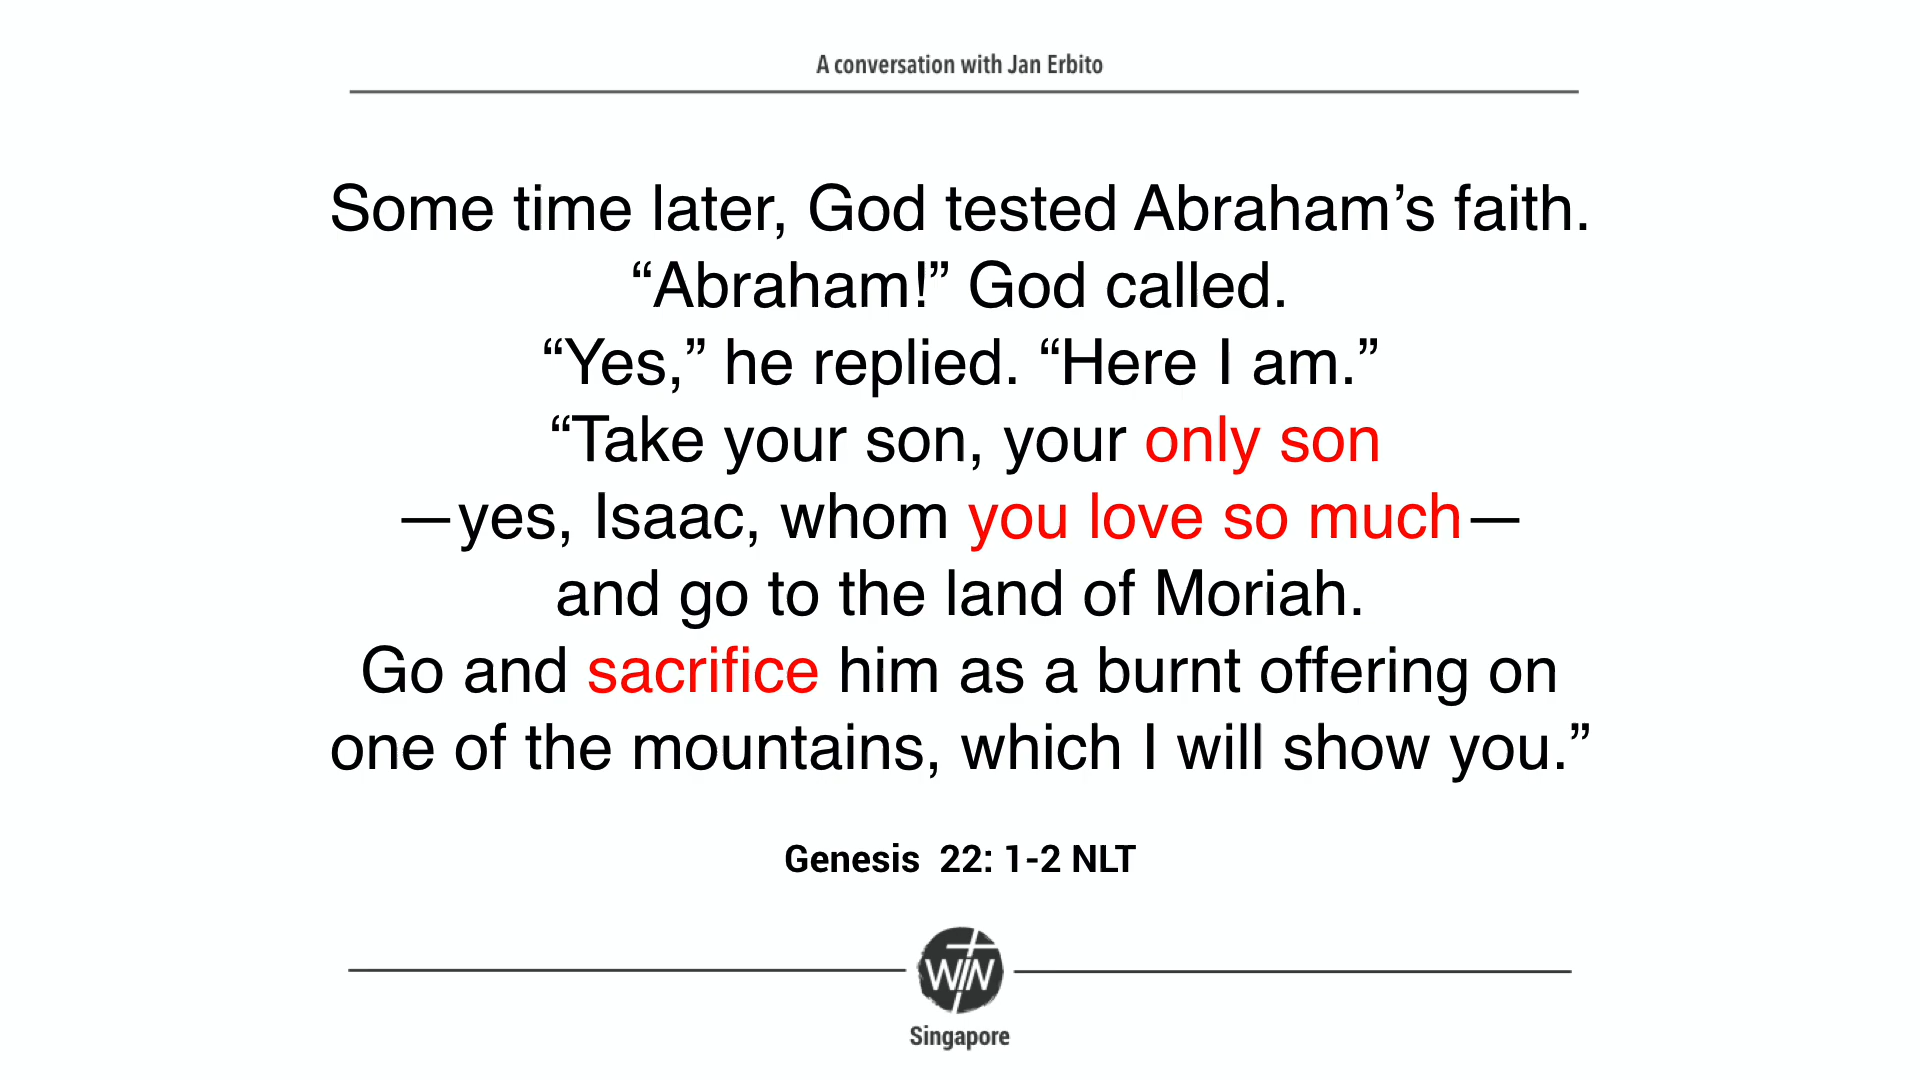 A conversation with Jan Erbito
Some time later, God tested Abraham’s faith.
“Abraham!” God called.
“Yes,” he replied. “Here I am.”
“Take your son, your only son
—yes, Isaac, whom you love so much—
and go to the land of Moriah.
Go and sacrifice him as a burnt offering on
one of the mountains, which I will show you.”
Genesis  22: 1-2 NLT
WIN
Singapore